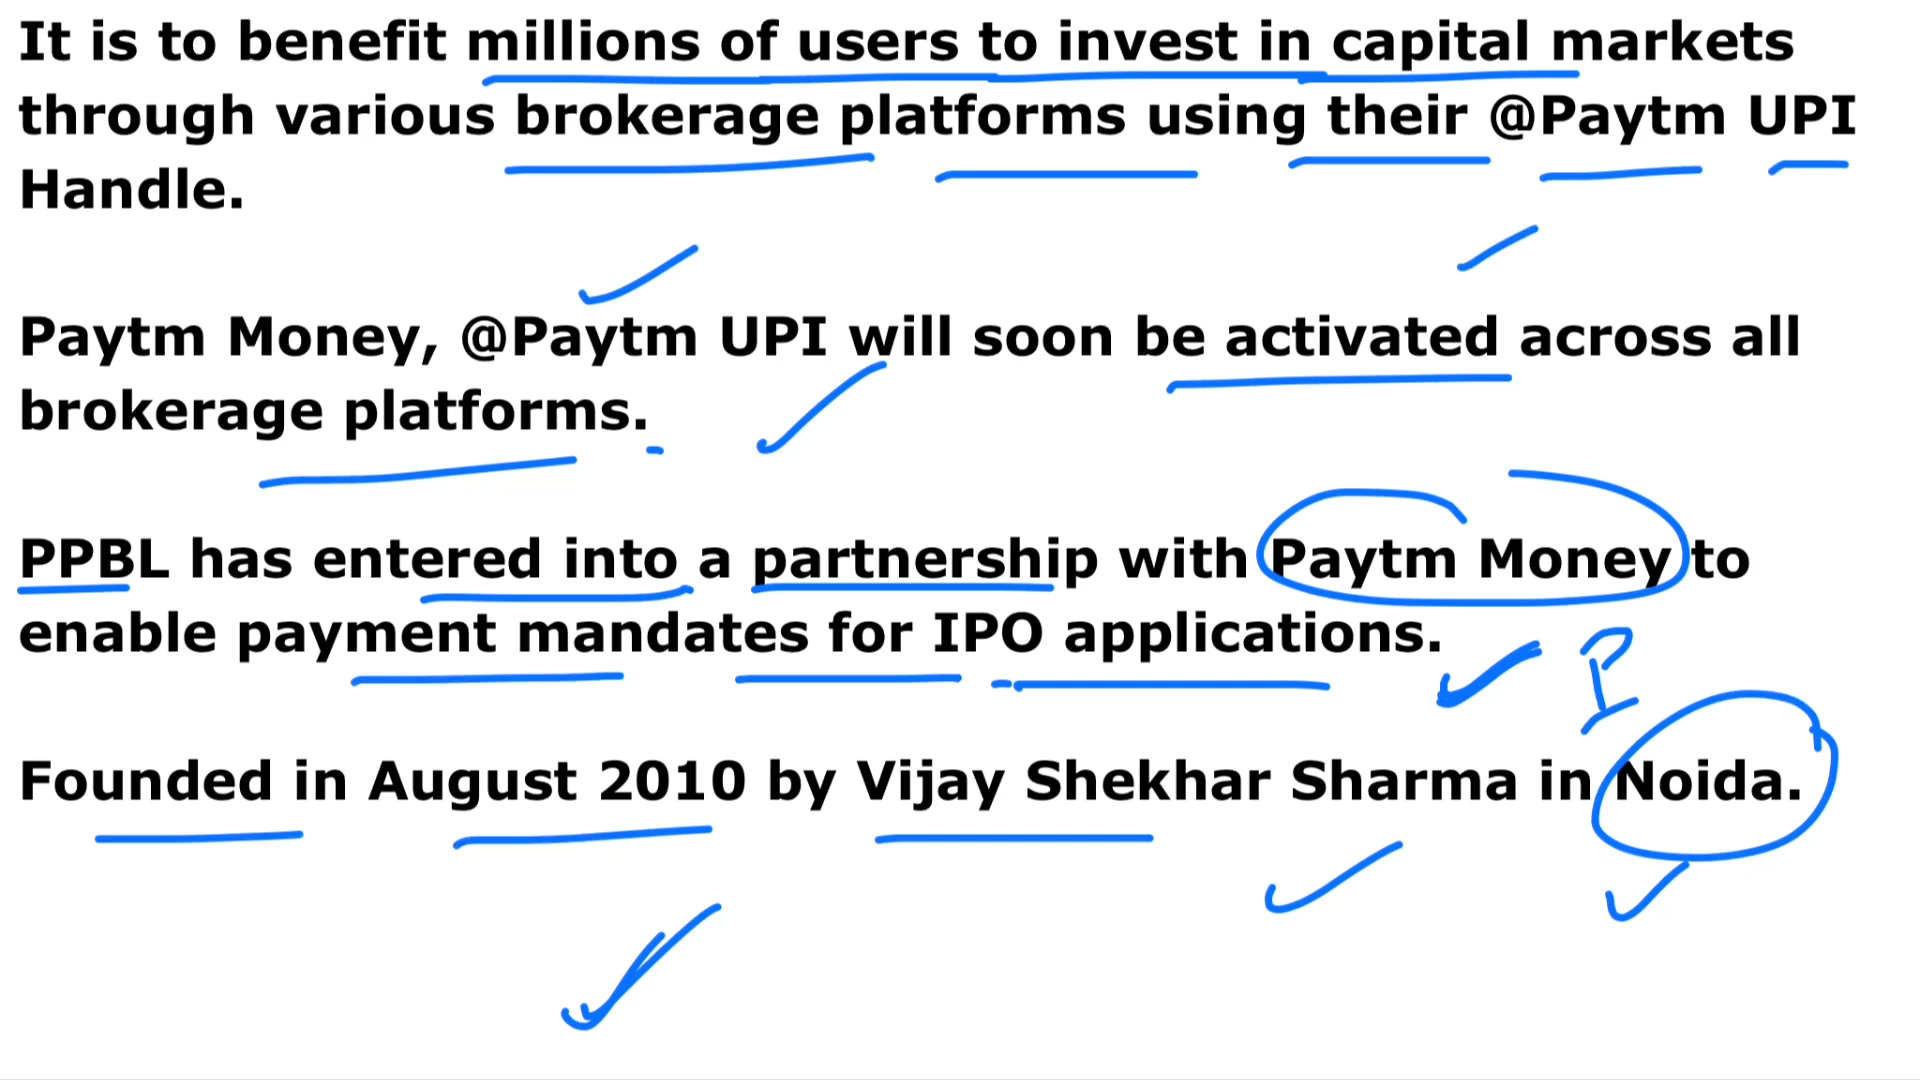 It is to benefit millions of users to invest in capital markets
through various brokerage platforms using their @Paytm UPI
Handle.
Paytm Money, @Paytm UPI will soon be activated across all
brokerage platforms.
PPBL has entered into a partnership with Paytm Money to
enable payment mandates for IPO applications.
Founded in August 2010 by Vijay Shekhar Sharma in Noida.